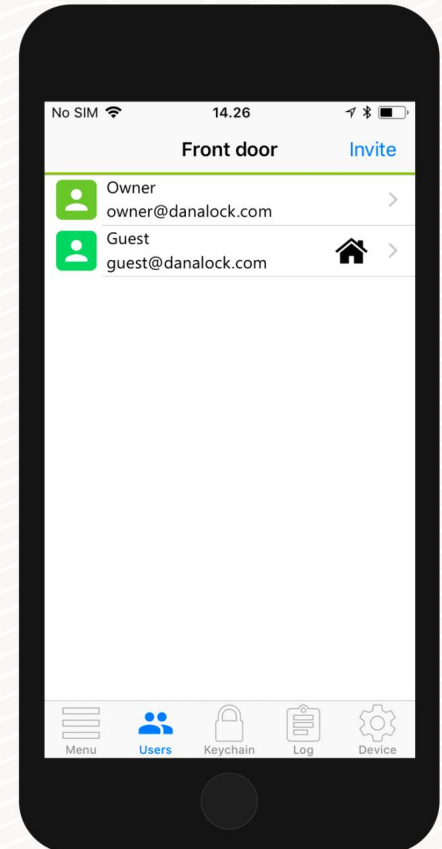 No SIM 14.26
Front door Invite
Owner
owner@danalock.com
Guest
guest@danalock.com
Menu Users Keychain Log Device